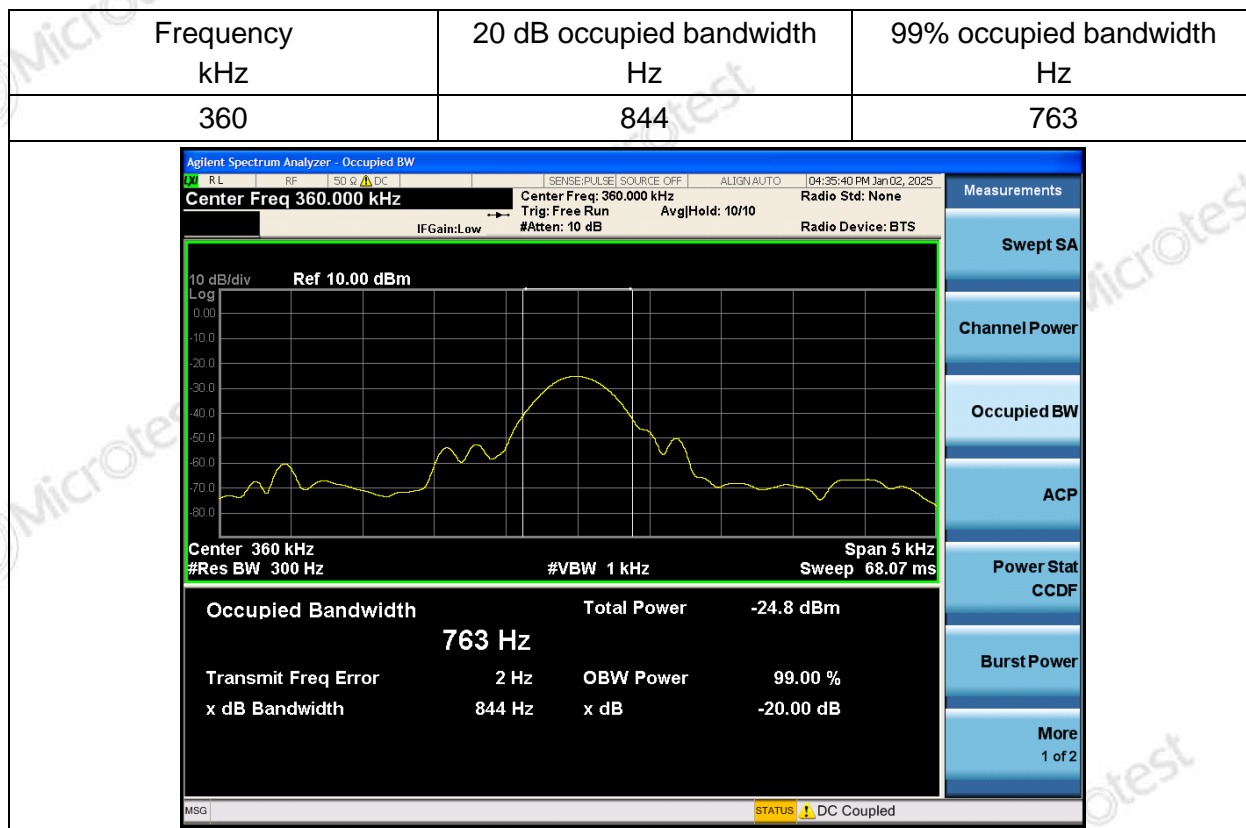 Frequency
kHz
20 dB occupied bandwidth
Hz
99% occupied bandwidth
Hz
360
844
763
Agilent Spectrum Analyzer - Occupied BW
LXI RL RF 50 Ω DC SENSE:PULSE SOURCE OFF ALIGN AUTO 04:35:40 PM Jan 02, 2025
Center Freq 360.000 kHz
Center Freq: 360.000 kHz
Radio Std: None
Trig: Free Run Avg|Hold: 10/10
IFGain:Low
#Atten: 10 dB
Radio Device: BTS
10 dB/div Ref 10.00 dBm
Log
0.00
-10.0
-20.0
-30.0
-40.0
-50.0
-60.0
-70.0
-80.0
Center 360 kHz Span 5 kHz
#Res BW 300 Hz #VBW 1 kHz Sweep 68.07 ms
Occupied Bandwidth Total Power -24.8 dBm
763 Hz
Transmit Freq Error 2 Hz OBW Power 99.00 %
x dB Bandwidth 844 Hz x dB -20.00 dB
MSG STATUS DC Coupled
Measurements
Swept SA
Channel Power
Occupied BW
ACP
Power Stat
CCDF
Burst Power
More
1 of 2
Microtest